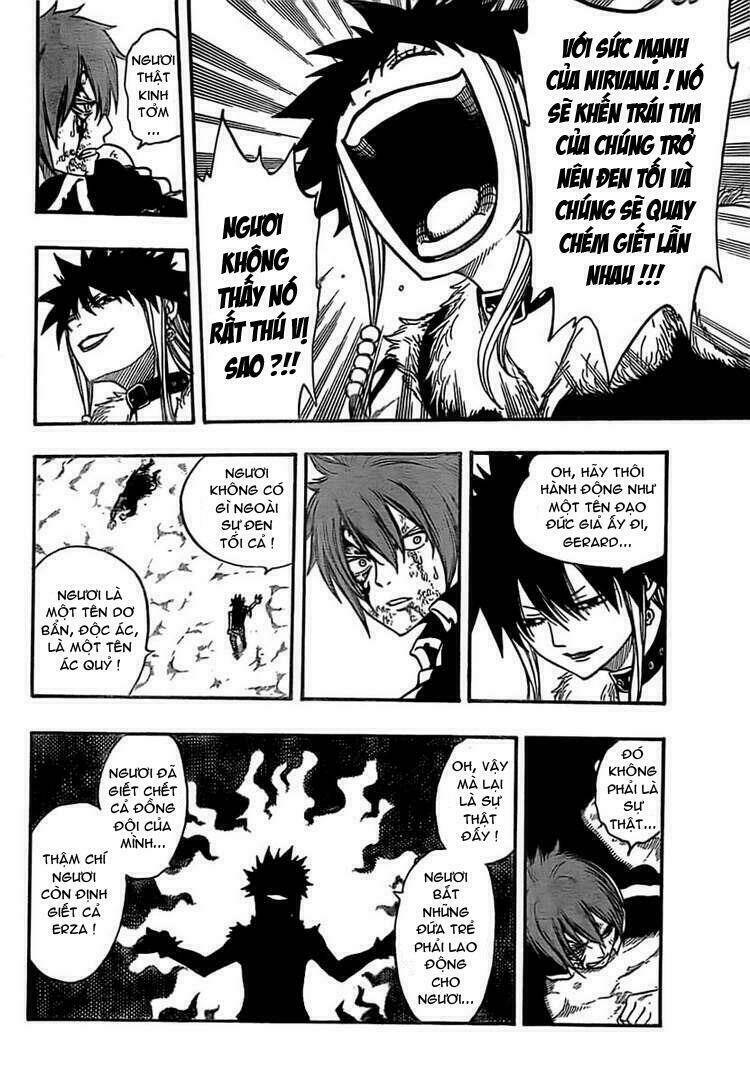 VỚI SỨC MẠNH
CỦA NIRVANA ! NÓ
SẼ KHIẾN TRÁI TIM
CỦA CHÚNG TRỞ
NÊN ĐEN TỐI VÀ
CHÚNG SẼ QUAY
CHÉM GIẾT LẪN
NHAU !!!
NGƯƠI
KHÔNG
THẤY NÓ
RẤT THÚ VỊ
SAO ?!!
NGƯƠI
THẬT
KINH
TỞM
...
OH, HÃY THÔI
HÀNH ĐỘNG NHƯ
MỘT TÊN ĐẠO
ĐỨC GIẢ ẤY ĐI,
GERARD...
NGƯƠI
KHÔNG CÓ
GÌ NGOÀI
SỰ ĐEN
TỐI CẢ !
NGƯƠI LÀ
MỘT TÊN DƠ
BẨN, ĐỘC ÁC,
LÀ MỘT TÊN
ÁC QUỶ !
ĐÓ
KHÔNG
PHẢI LÀ
SỰ
THẬT...
OH, VẬY
MÀ LẠI
LÀ SỰ
THẬT
ĐẤY !
NGƯƠI
BẮT
NHỮNG
ĐỨA TRẺ
PHẢI LAO
ĐỘNG
CHO
NGƯƠI...
NGƯƠI ĐÃ
GIẾT CHẾT
CẢ ĐỒNG
ĐỘI CỦA
MÌNH...
THẬM CHÍ
NGƯƠI
CÒN ĐỊNH
GIẾT CẢ
ERZA !